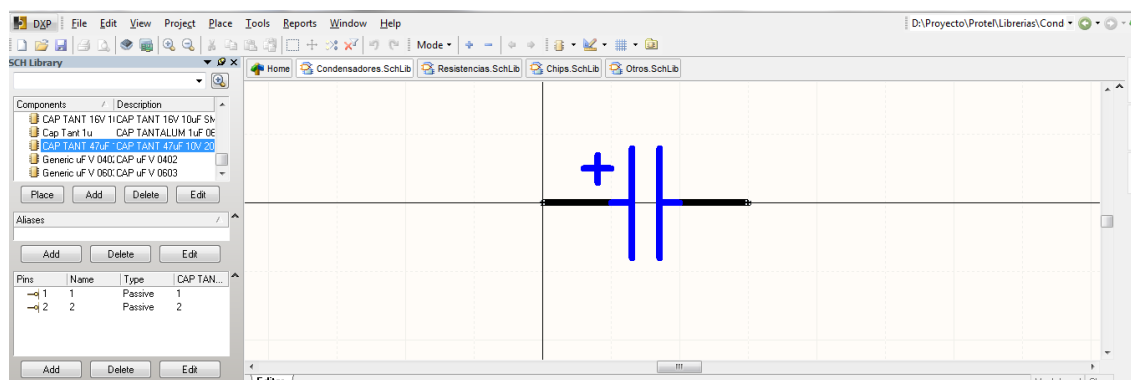 DXP File Edit View Project Place Tools Reports Window Help D:\Proyecto\Protel\Librerias\Cond
Mode
SCH Library
Home Condensadores.SchLib Resistencias.SchLib Chips.SchLib Otros.SchLib
Components / Description
CAP TANT 16V 1 CAP TANT 16V 10uF SM
Cap Tant 1u CAP TANTALUM 1uF 06
CAP TANT 47uF CAP TANT 47uF 10V 20
Generic uF V 040 CAP uF V 0402
Generic uF V 060 CAP uF V 0603
Place Add Delete Edit
Aliases /
Add Delete Edit
Pins Name Type CAP TAN...
1 1 Passive 1
2 2 Passive 2
Add Delete Edit